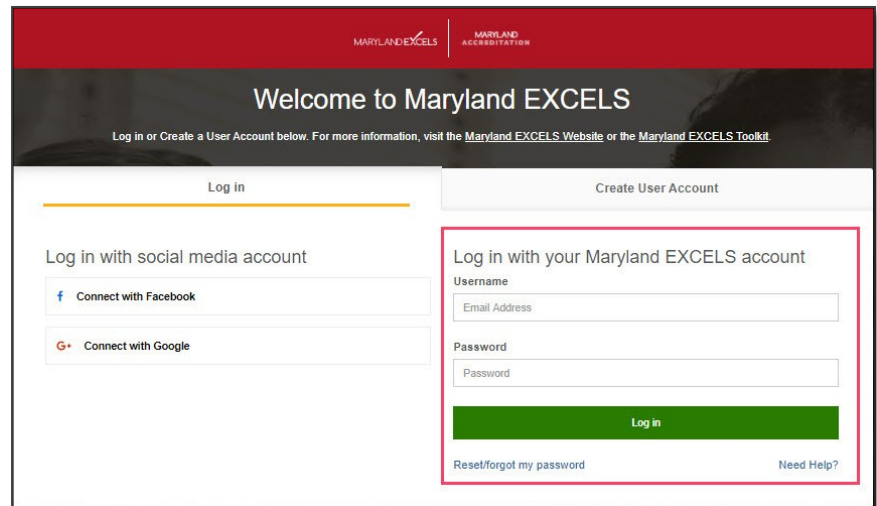 MARYLAND EXCELS
MARYLAND
ACCREDITATION
Welcome to Maryland EXCELS
Log in or Create a User Account below. For more information, visit the Maryland EXCELS Website or the Maryland EXCELS Toolkit.
Log in
Create User Account
Log in with social media account
f Connect with Facebook
G+ Connect with Google
Log in with your Maryland EXCELS account
Username
Email Address
Password
Password
Log in
Reset/forgot my password
Need Help?